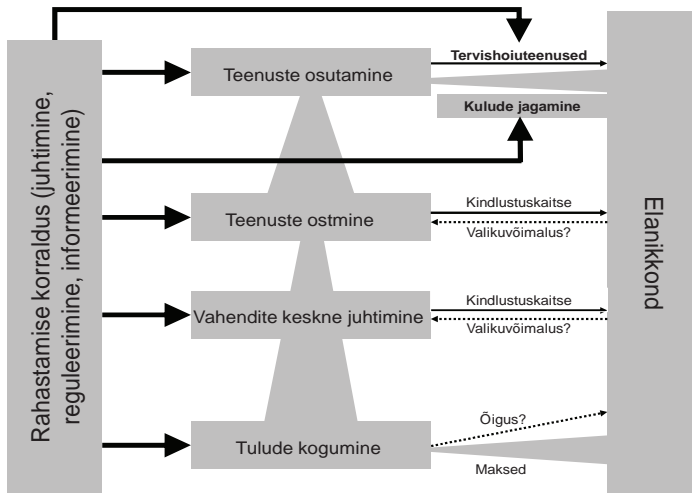 Rahastamise korraldus (juhtimine,
reguleerimine, informeerimine)
Teenuste osutamine
Tervishoiuteenused
Kulude jagamine
Teenuste ostmine
Kindlustuskaitse
Valikuvõimalus?
Vahendite keskne juhtimine
Kindlustuskaitse
Valikuvõimalus?
Tulude kogumine
Õigus?
Maksed
Elanikkond